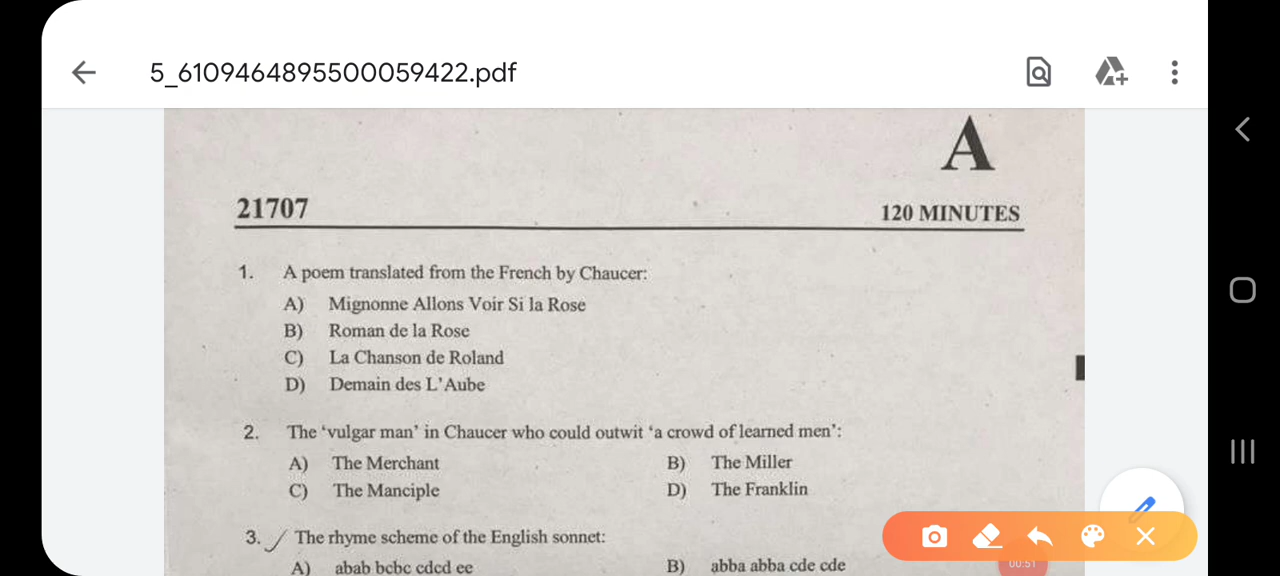 5_6109464895500059422.pdf
A
21707 120 MINUTES
1. A poem translated from the French by Chaucer:
A) Mignonne Allons Voir Si la Rose
B) Roman de la Rose
C) La Chanson de Roland
D) Demain des L'Aube
2. The 'vulgar man' in Chaucer who could outwit 'a crowd of learned men':
A) The Merchant B) The Miller
C) The Manciple D) The Franklin
3. The rhyme scheme of the English sonnet:
A) abab bcbc cdcd ee B) abba abba cde cde
00:51